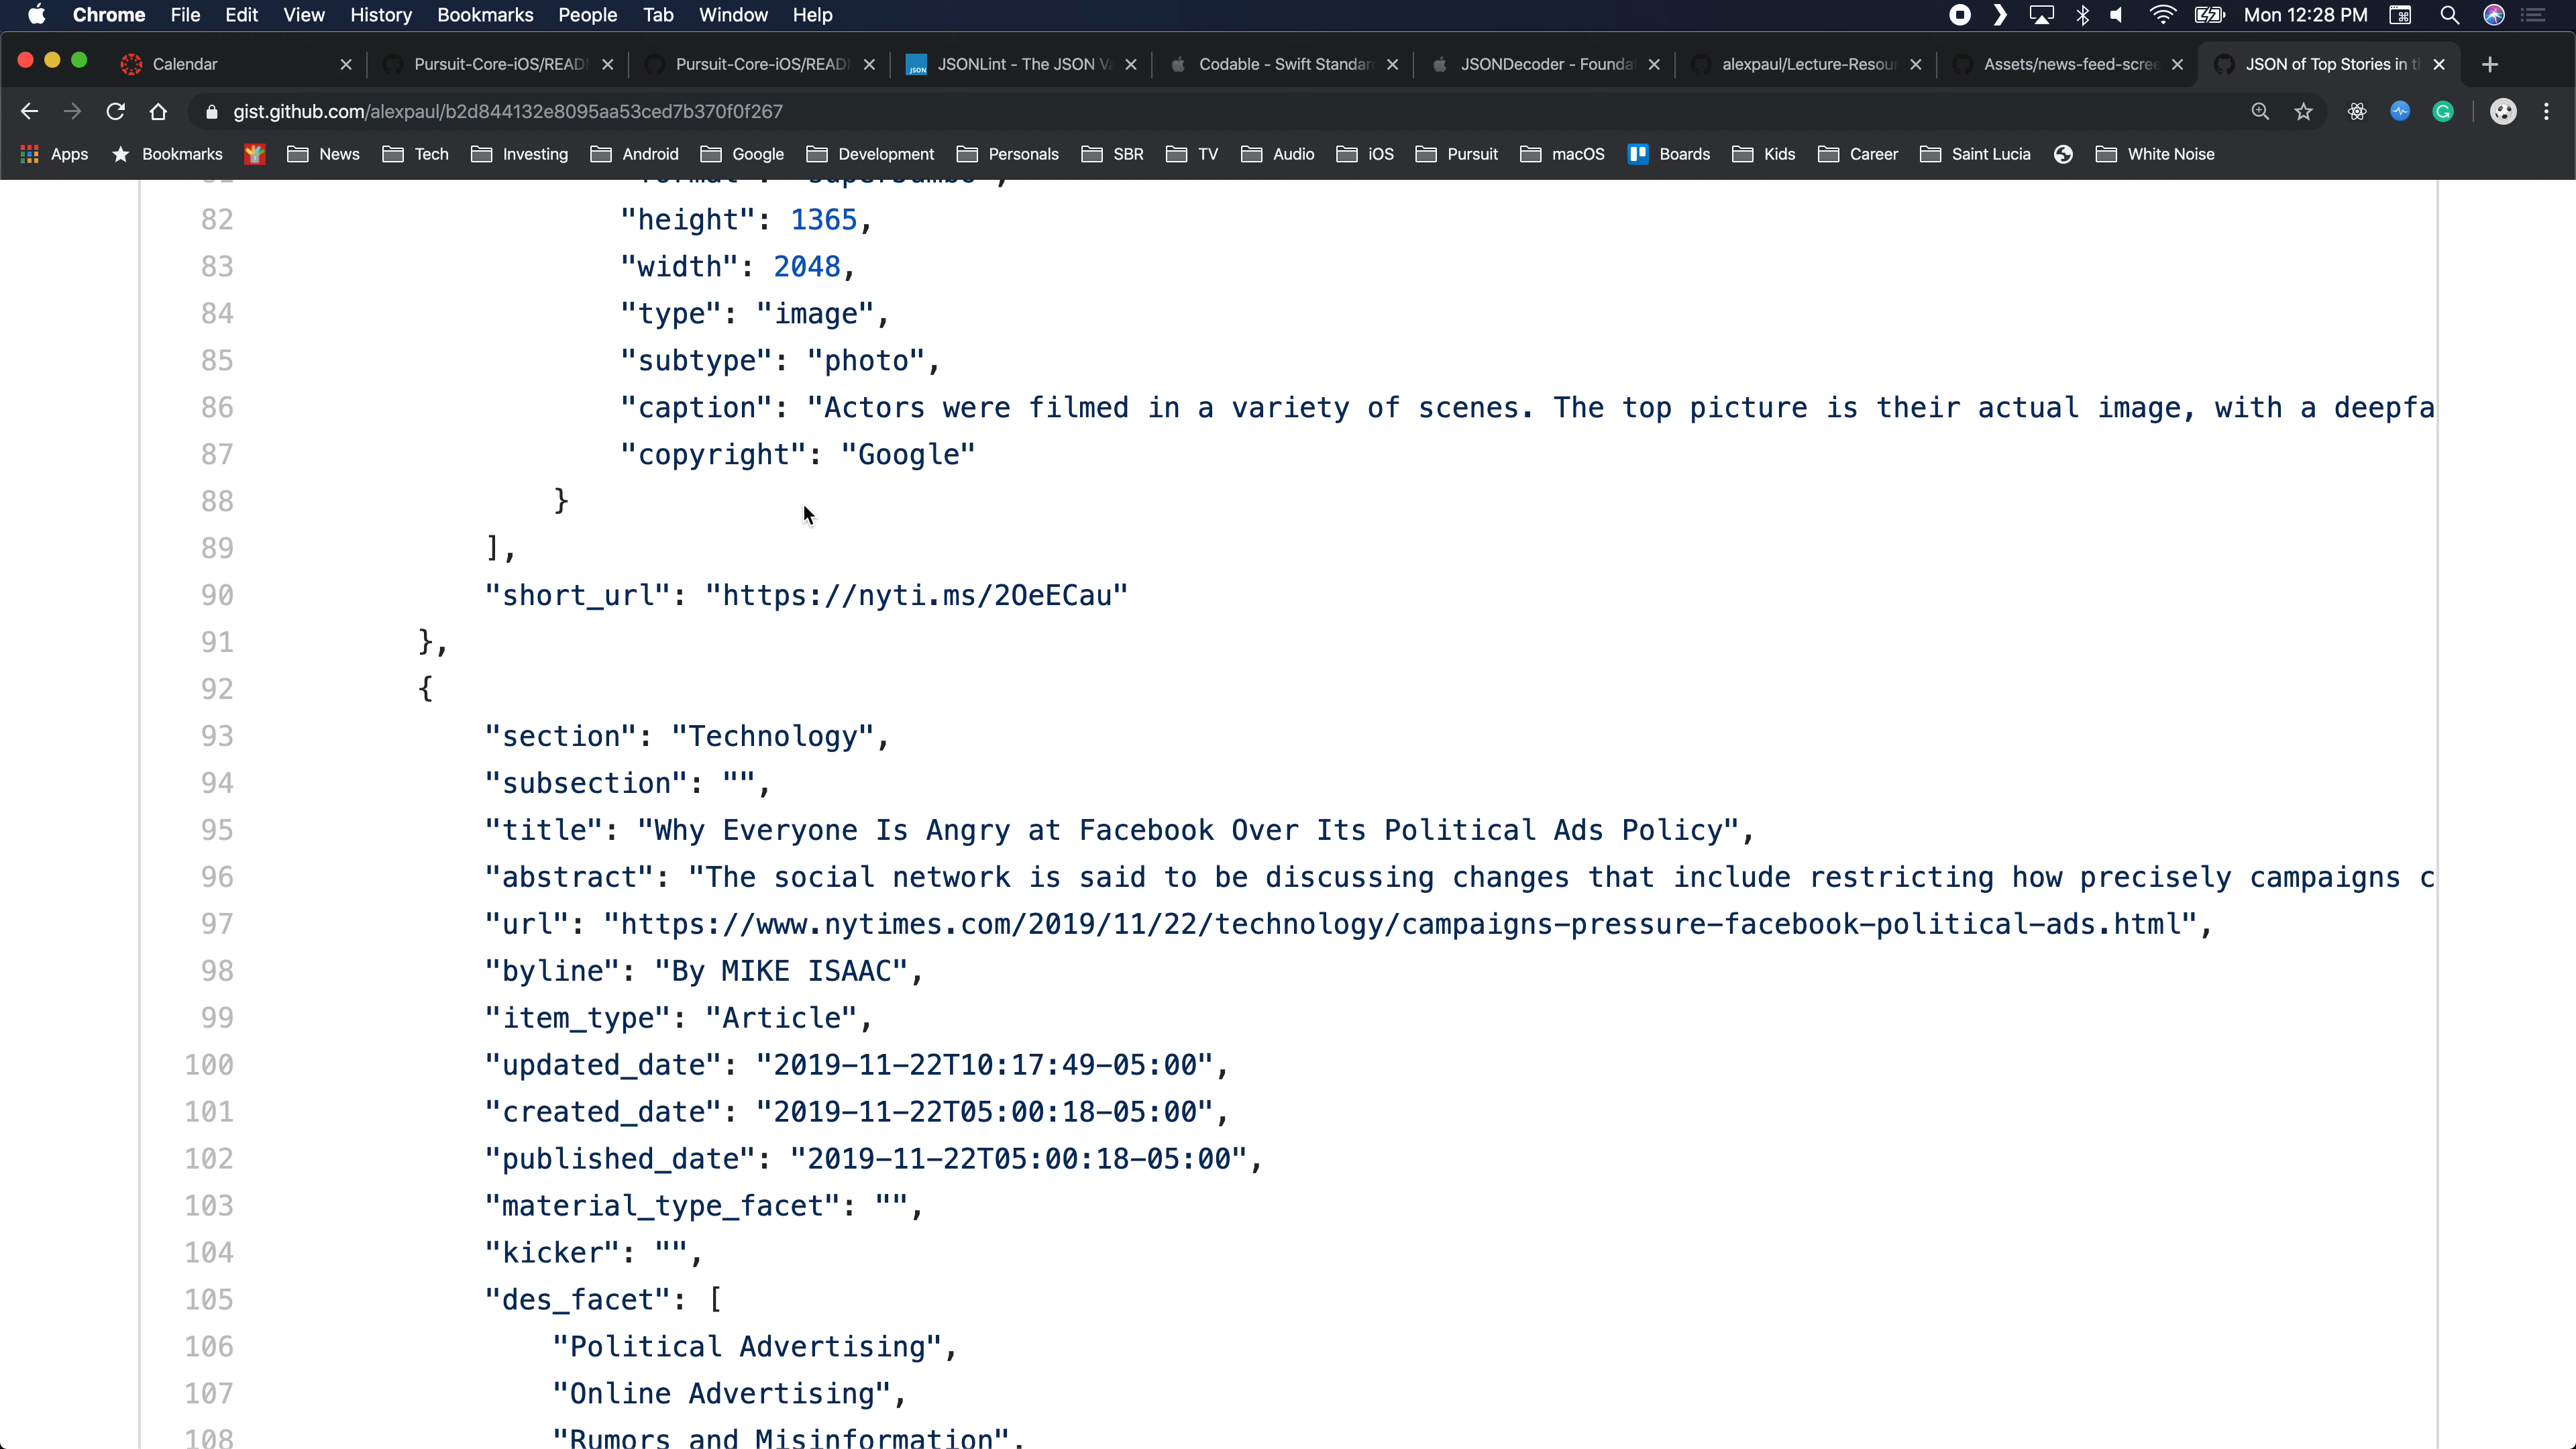 Chrome File Edit View History Bookmarks People Tab Window Help Mon 12:28 PM
Calendar Pursuit-Core-iOS/READ Pursuit-Core-iOS/READ JSON JSONLint - The JSON Codable - Swift Standar JSONDecoder - Founda alexpaul/Lecture-Resour Assets/news-feed-scree JSON of Top Stories in
gist.github.com/alexpaul/b2d844132e8095aa53ced7b370f0f267
Apps Bookmarks News Tech Investing Android Google Development Personals SBR TV Audio iOS Pursuit macOS Boards Kids Career Saint Lucia White Noise
82 "height": 1365,
83 "width": 2048,
84 "type": "image",
85 "subtype": "photo",
86 "caption": "Actors were filmed in a variety of scenes. The top picture is their actual image, with a deepfa
87 "copyright": "Google"
88 }
89 ],
90 "short_url": "https://nyti.ms/2OeECau"
91 },
92 {
93 "section": "Technology",
94 "subsection": "",
95 "title": "Why Everyone Is Angry at Facebook Over Its Political Ads Policy",
96 "abstract": "The social network is said to be discussing changes that include restricting how precisely campaigns c
97 "url": "https://www.nytimes.com/2019/11/22/technology/campaigns-pressure-facebook-political-ads.html",
98 "byline": "By MIKE ISAAC",
99 "item_type": "Article",
100 "updated_date": "2019-11-22T10:17:49-05:00",
101 "created_date": "2019-11-22T05:00:18-05:00",
102 "published_date": "2019-11-22T05:00:18-05:00",
103 "material_type_facet": "",
104 "kicker": "",
105 "des_facet": [
106 "Political Advertising",
107 "Online Advertising",
108 "Rumors and Misinformation",